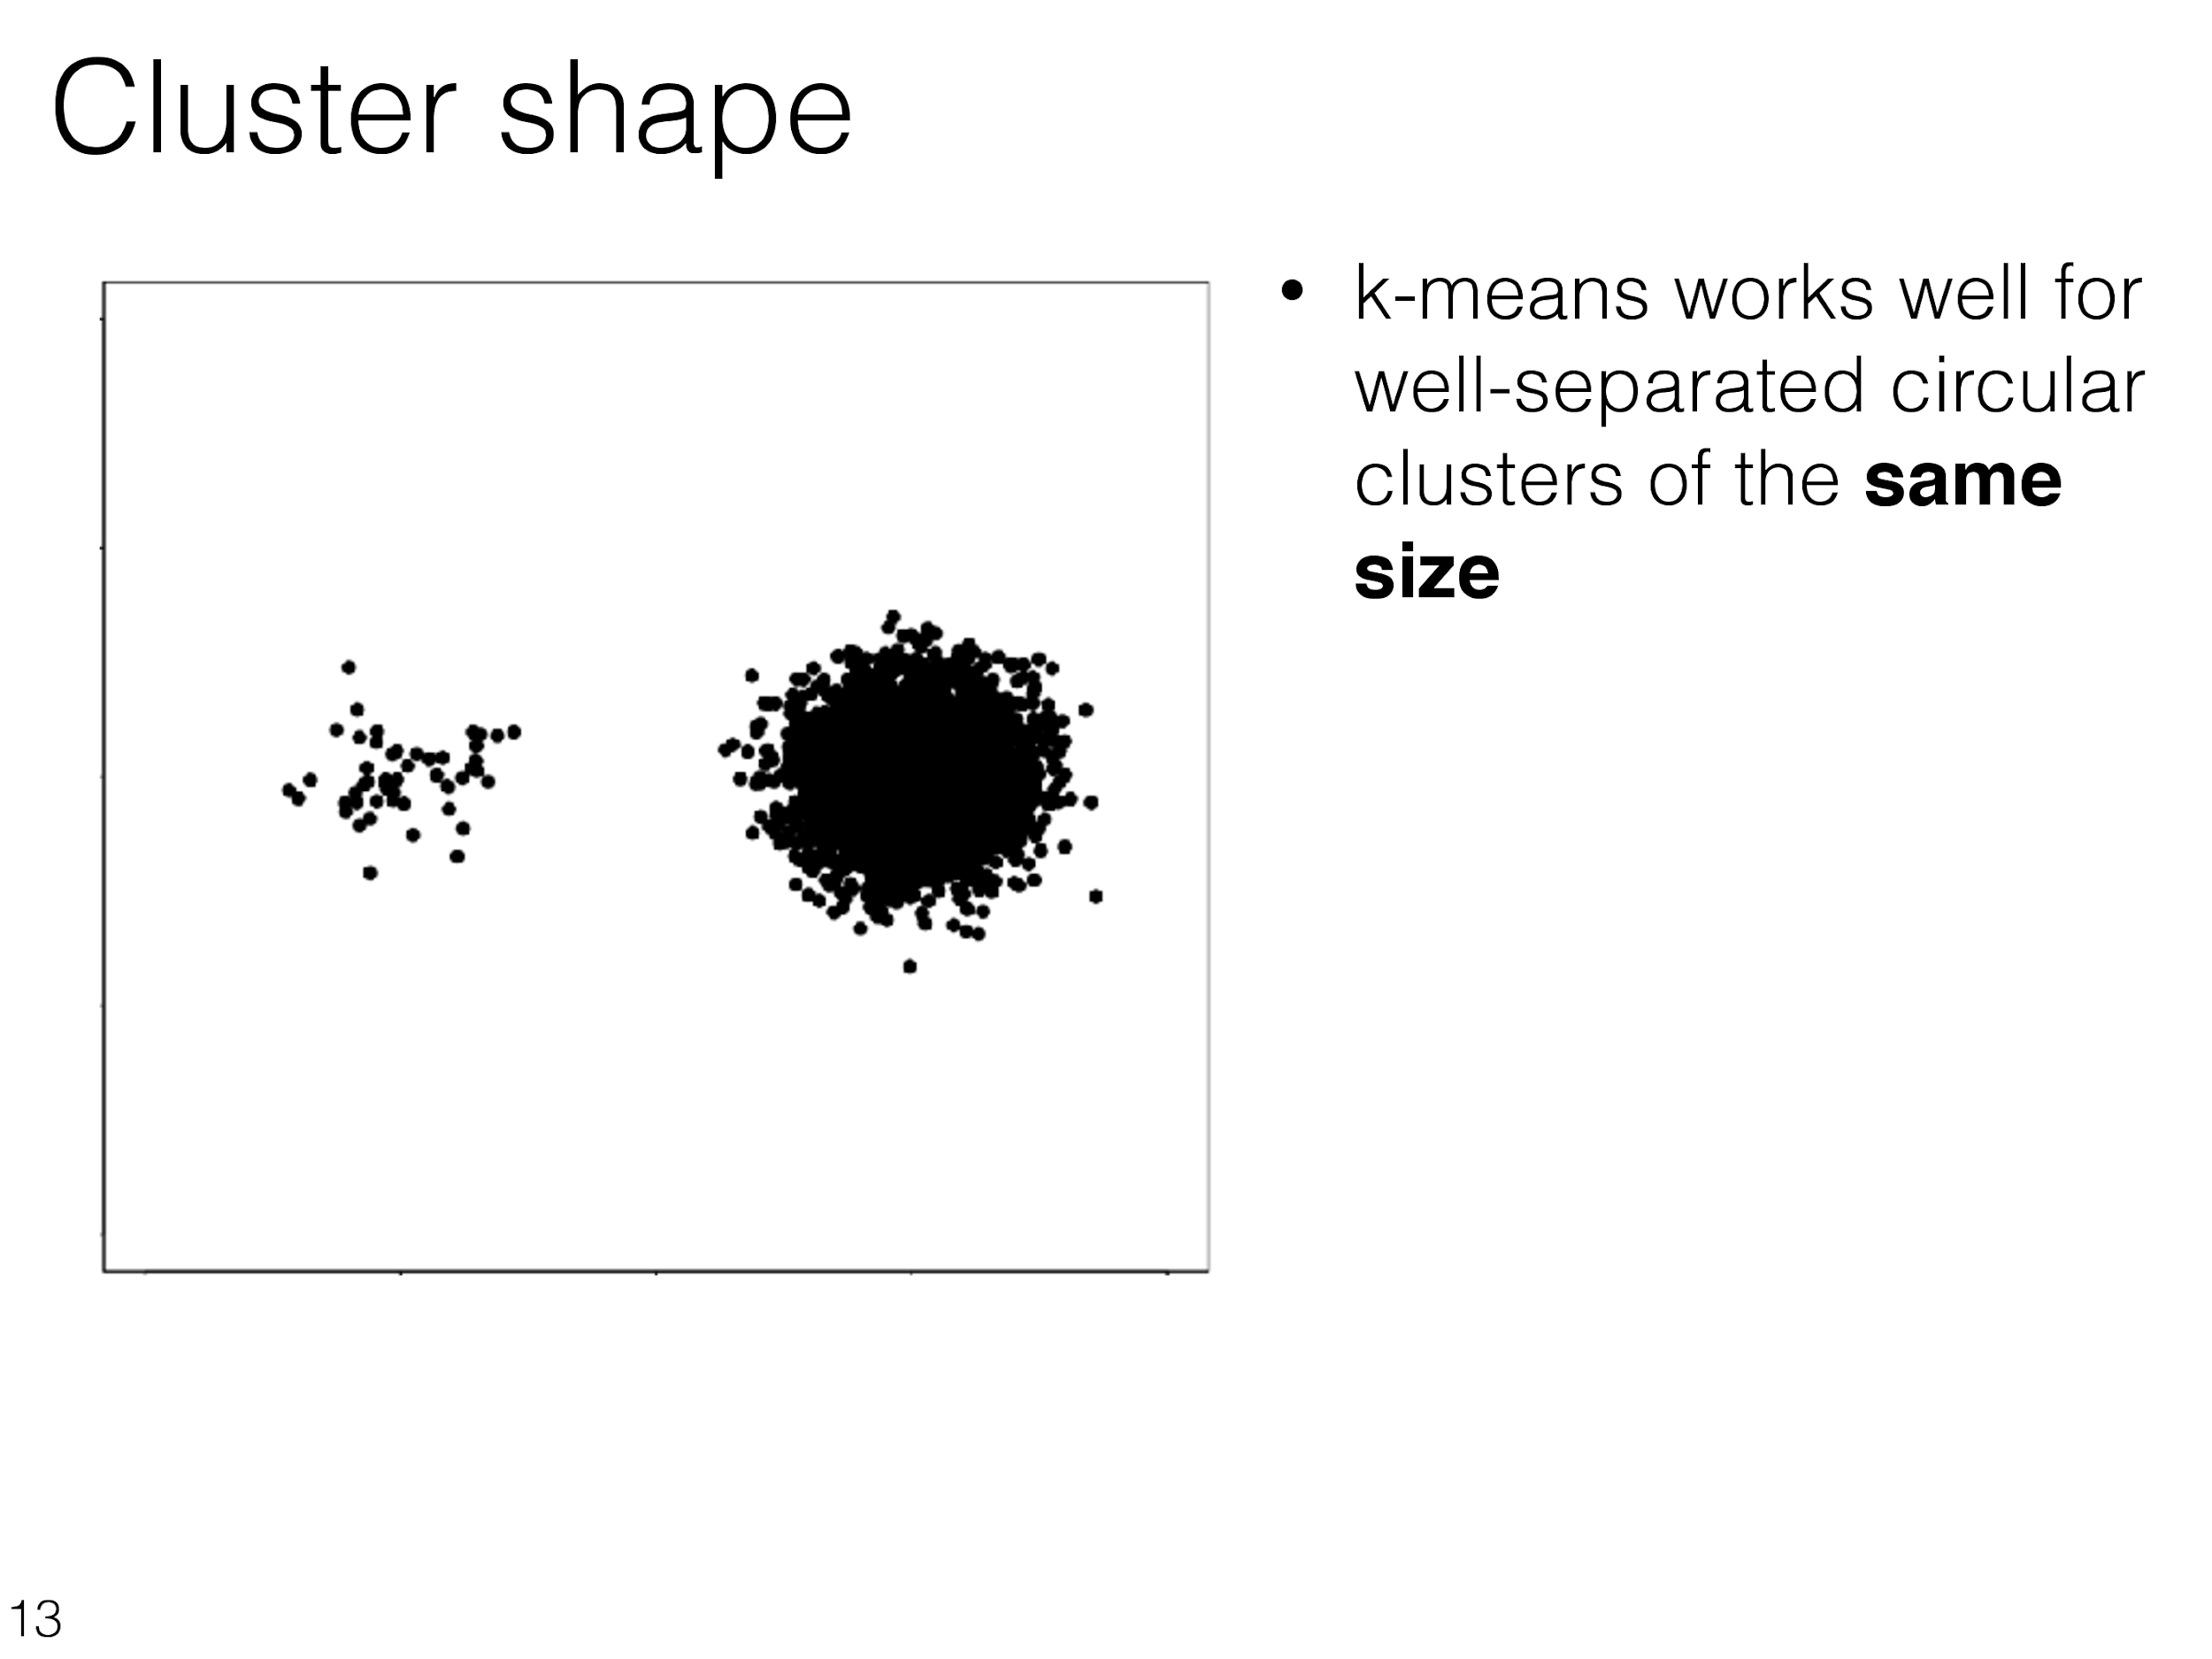 Cluster shape
• k-means works well for
well-separated circular
clusters of the same
size
13